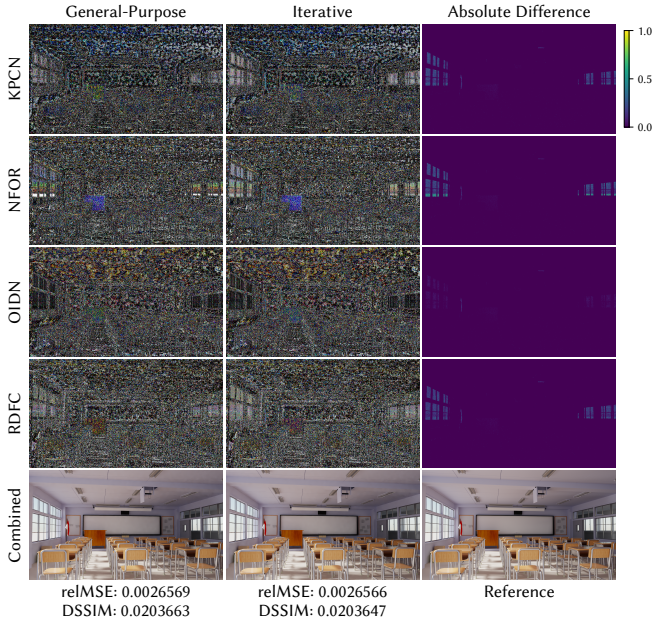 General-Purpose Iterative Absolute Difference
KPCN
1.0
0.5
0.0
NFOR
OIDN
RDFC
Combined
relMSE: 0.0026569 relMSE: 0.0026566 Reference
DSSIM: 0.0203663 DSSIM: 0.0203647